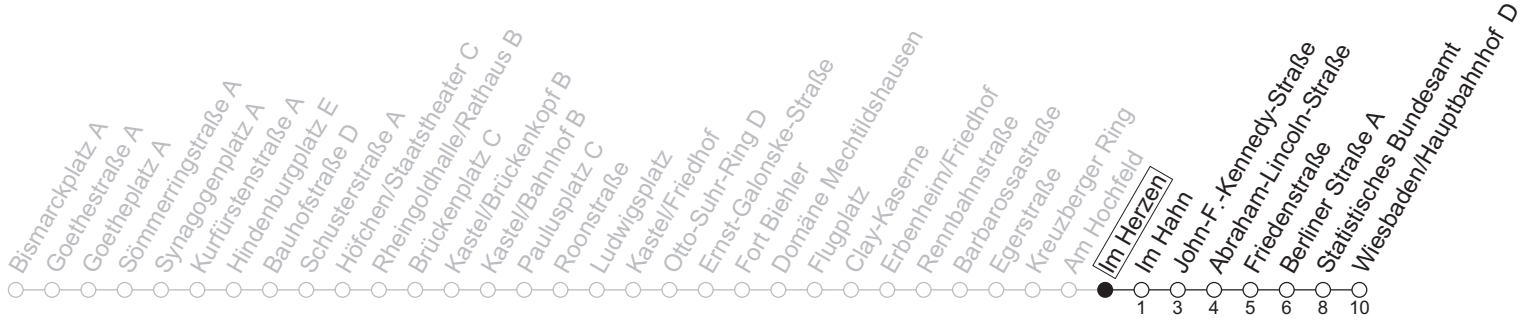 Bismarckplatz A
Goethestraße A
Goetheplatz A
Sömmerringstraße A
Synagogenplatz A
Kurfürstenstraße A
Hindenburgplatz E
Bauhofstraße D
Schusterstraße A
Höfchen/Staatstheater C
Rheingoldhalle/Rathaus B
Brückenplatz C
Kastel/Brückenkopf B
Kastel/Bahnhof B
Paulusplatz C
Roonstraße
Ludwigsplatz
Kastel/Friedhof
Otto-Suhr-Ring D
Ernst-Galonske-Straße
Fort Biehler
Domäne Mechtildshausen
Flugplatz
Clay-Kaserne
Erbenheim/Friedhof
Rennbahnstraße
Barbarossastraße
Egerstraße
Kreuzberger Ring
Am Hochfeld
Im Herzen
Im Hahn
John-F.-Kennedy-Straße
Abraham-Lincoln-Straße
Friedenstraße
Berliner Straße A
Statistisches Bundesamt
Wiesbaden/Hauptbahnhof D
1 3 4 5 6 8 10